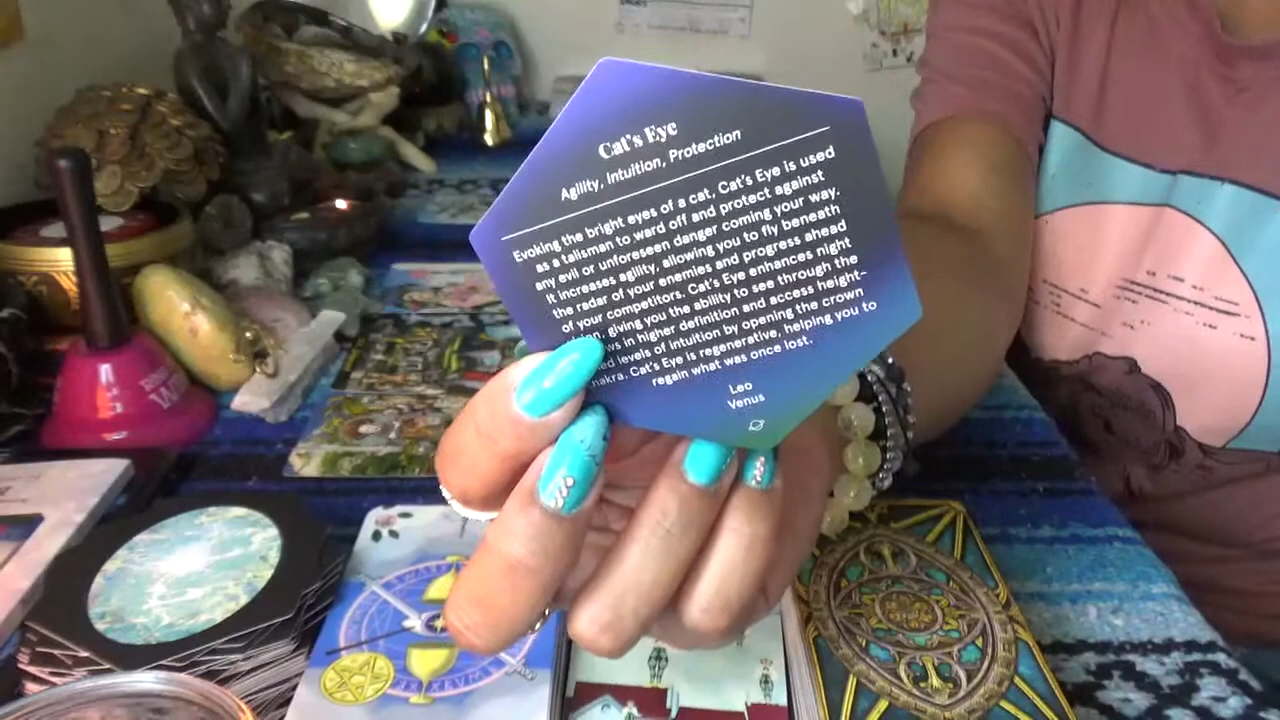 Cat's Eye
Agility, Intuition, Protection
Evoking the bright eyes of a cat, Cat's Eye is used
as a talisman to ward off and protect against
any evil or unforeseen danger coming your way.
It increases agility, allowing you to fly beneath
the radar of your enemies and progress ahead
of your competitors. Cat's Eye enhances night
giving you the ability to see through the
in higher definition and access height-
levels of intuition by opening the crown
Cat's Eye is regenerative, helping you to
regain what was once lost.
Leo
Venus